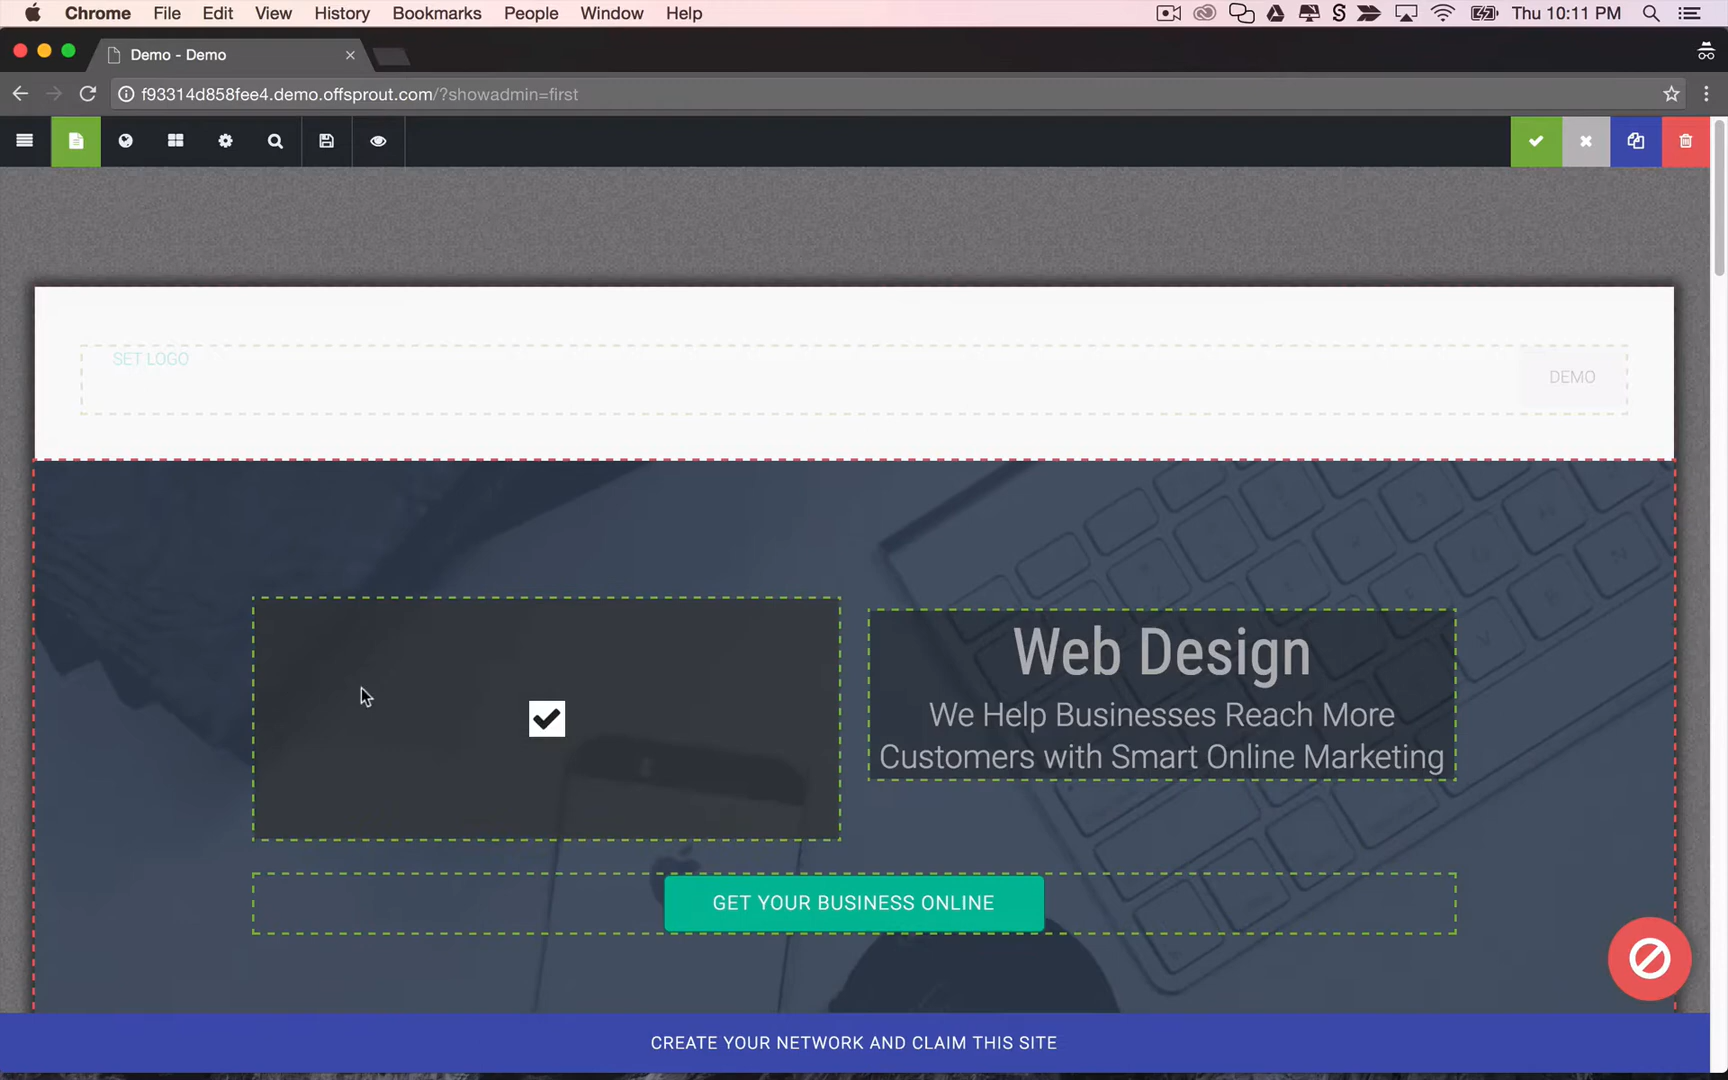 Chrome File Edit View History Bookmarks People Window Help Thu 10:11 PM
Demo - Demo
f93314d858fee4.demo.offsprout.com/?showadmin=first
SET LOGO
DEMO
Web Design
We Help Businesses Reach More
Customers with Smart Online Marketing
GET YOUR BUSINESS ONLINE
CREATE YOUR NETWORK AND CLAIM THIS SITE